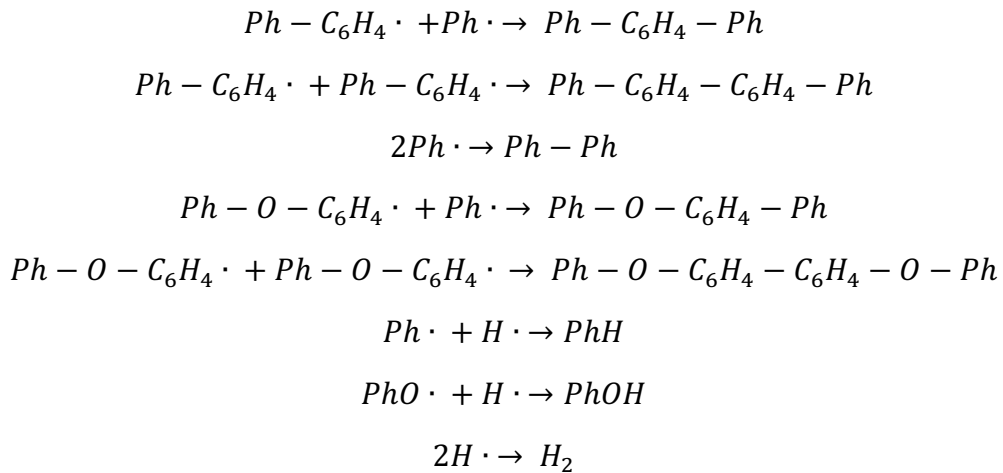 Ph − C₆H₄ · +Ph ·→ Ph − C₆H₄ − Ph
Ph − C₆H₄ · + Ph − C₆H₄ ·→ Ph − C₆H₄ − C₆H₄ − Ph
2Ph ·→ Ph − Ph
Ph − O − C₆H₄ · + Ph ·→ Ph − O − C₆H₄ − Ph
Ph − O − C₆H₄ · + Ph − O − C₆H₄ · → Ph − O − C₆H₄ − C₆H₄ − O − Ph
Ph · + H ·→ PhH
PhO · + H ·→ PhOH
2H ·→ H₂